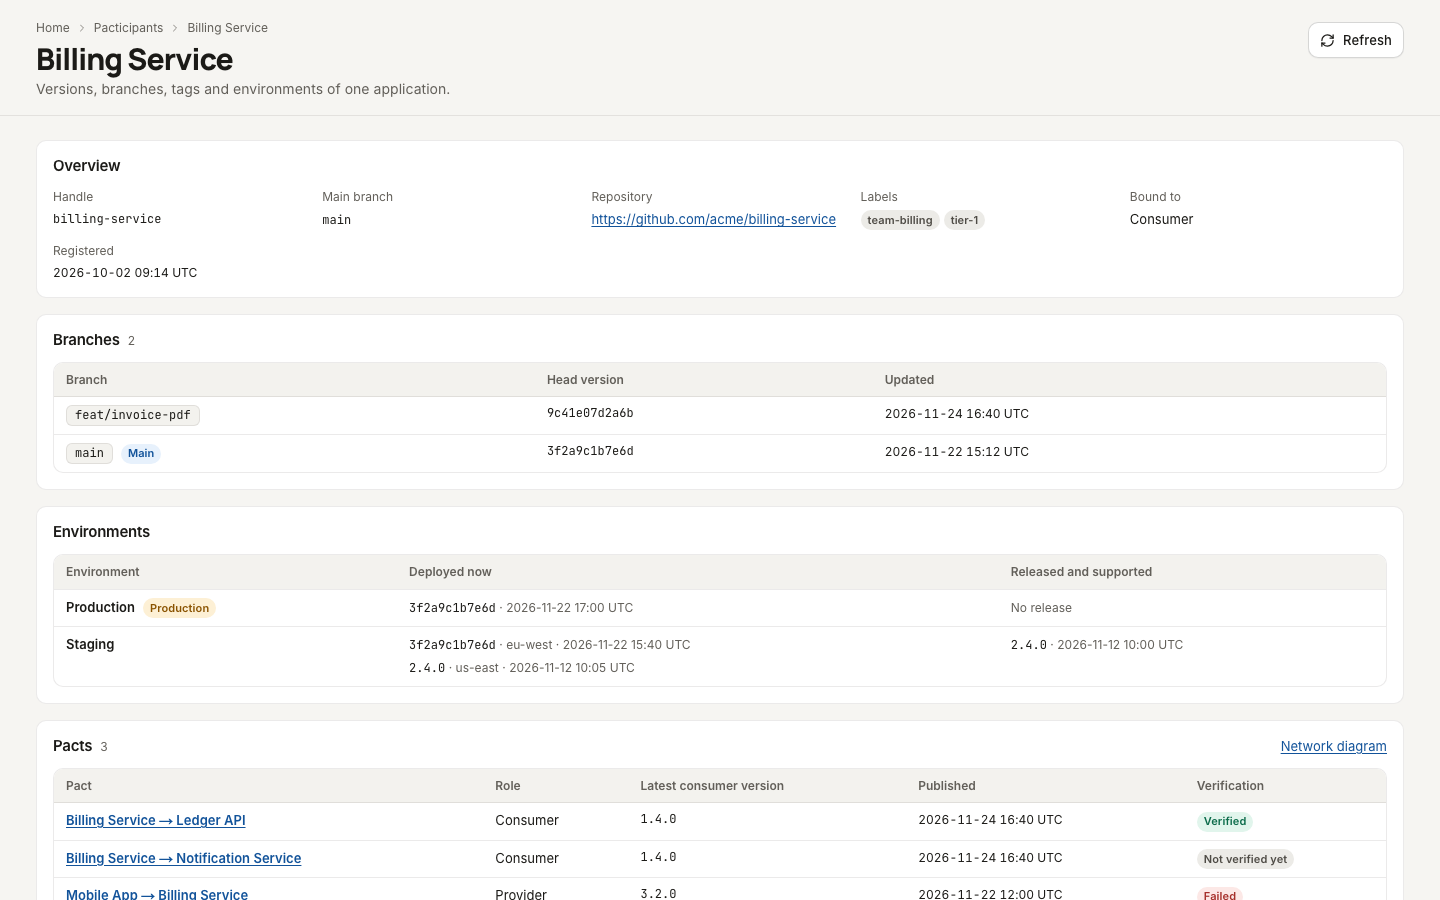 Home > Pacticipants > Billing Service
Billing Service
Versions, branches, tags and environments of one application.
Refresh
Overview
Handle Main branch Repository Labels Bound to
billing-service main https://github.com/acme/billing-service team-billing tier-1 Consumer
Registered
2026-10-02 09:14 UTC
Branches 2
Branch Head version Updated
feat/invoice-pdf 9c41e07d2a6b 2026-11-24 16:40 UTC
main Main 3f2a9c1b7e6d 2026-11-22 15:12 UTC
Environments
Environment Deployed now Released and supported
Production Production 3f2a9c1b7e6d · 2026-11-22 17:00 UTC No release
Staging 3f2a9c1b7e6d · eu-west · 2026-11-22 15:40 UTC 2.4.0 · 2026-11-12 10:00 UTC
2.4.0 · us-east · 2026-11-12 10:05 UTC
Pacts 3 Network diagram
Pact Role Latest consumer version Published Verification
Billing Service → Ledger API Consumer 1.4.0 2026-11-24 16:40 UTC Verified
Billing Service → Notification Service Consumer 1.4.0 2026-11-24 16:40 UTC Not verified yet
Mobile App → Billing Service Provider 3.2.0 2026-11-22 12:00 UTC Failed